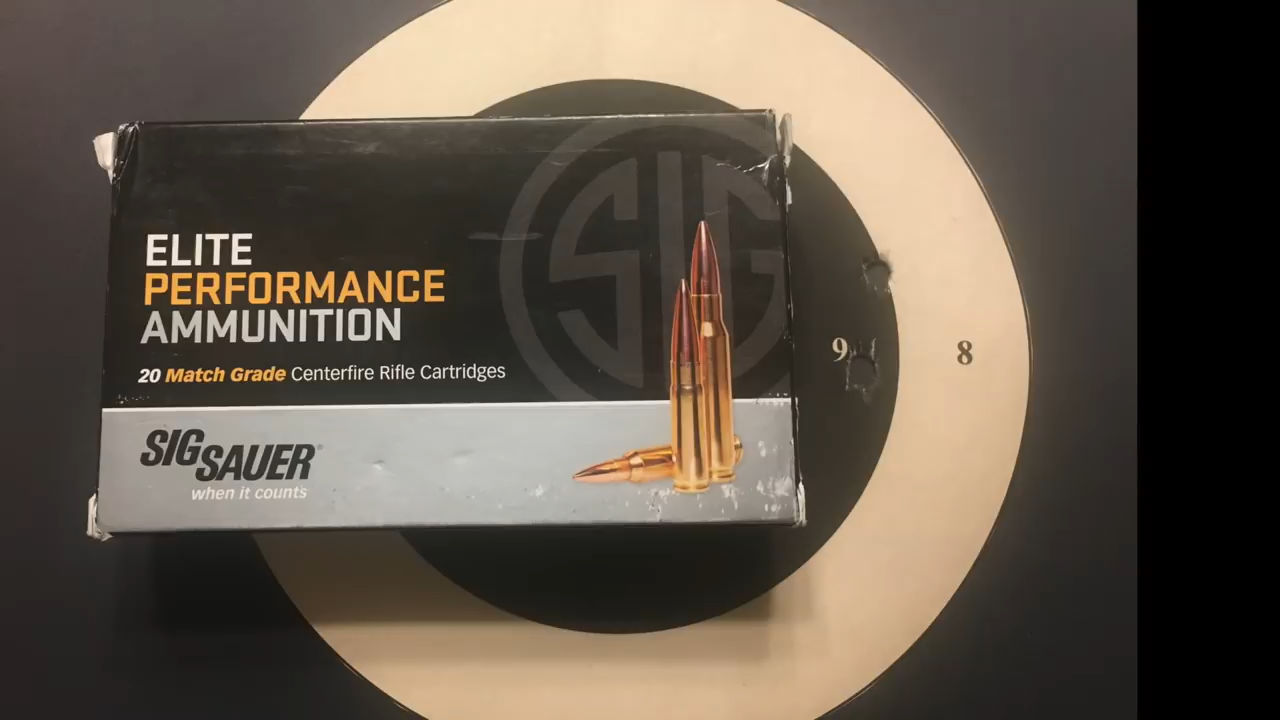 SIG
ELITE
PERFORMANCE
AMMUNITION
20 Match Grade Centerfire Rifle Cartridges
SIG SAUER
when it counts
9
8